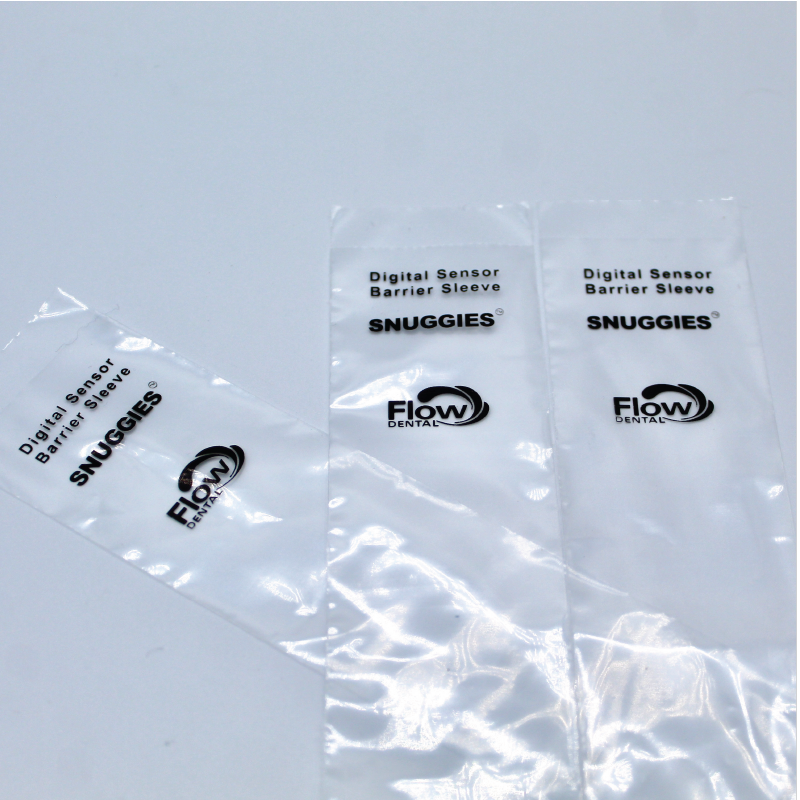 Digital Sensor
Barrier Sleeve
SNUGGIES
Flow
DENTAL
Digital Sensor
Barrier Sleeve
SNUGGIES
Flow
DENTAL
Digital Sensor
Barrier Sleeve
SNUGGIES
Flow
DENTAL